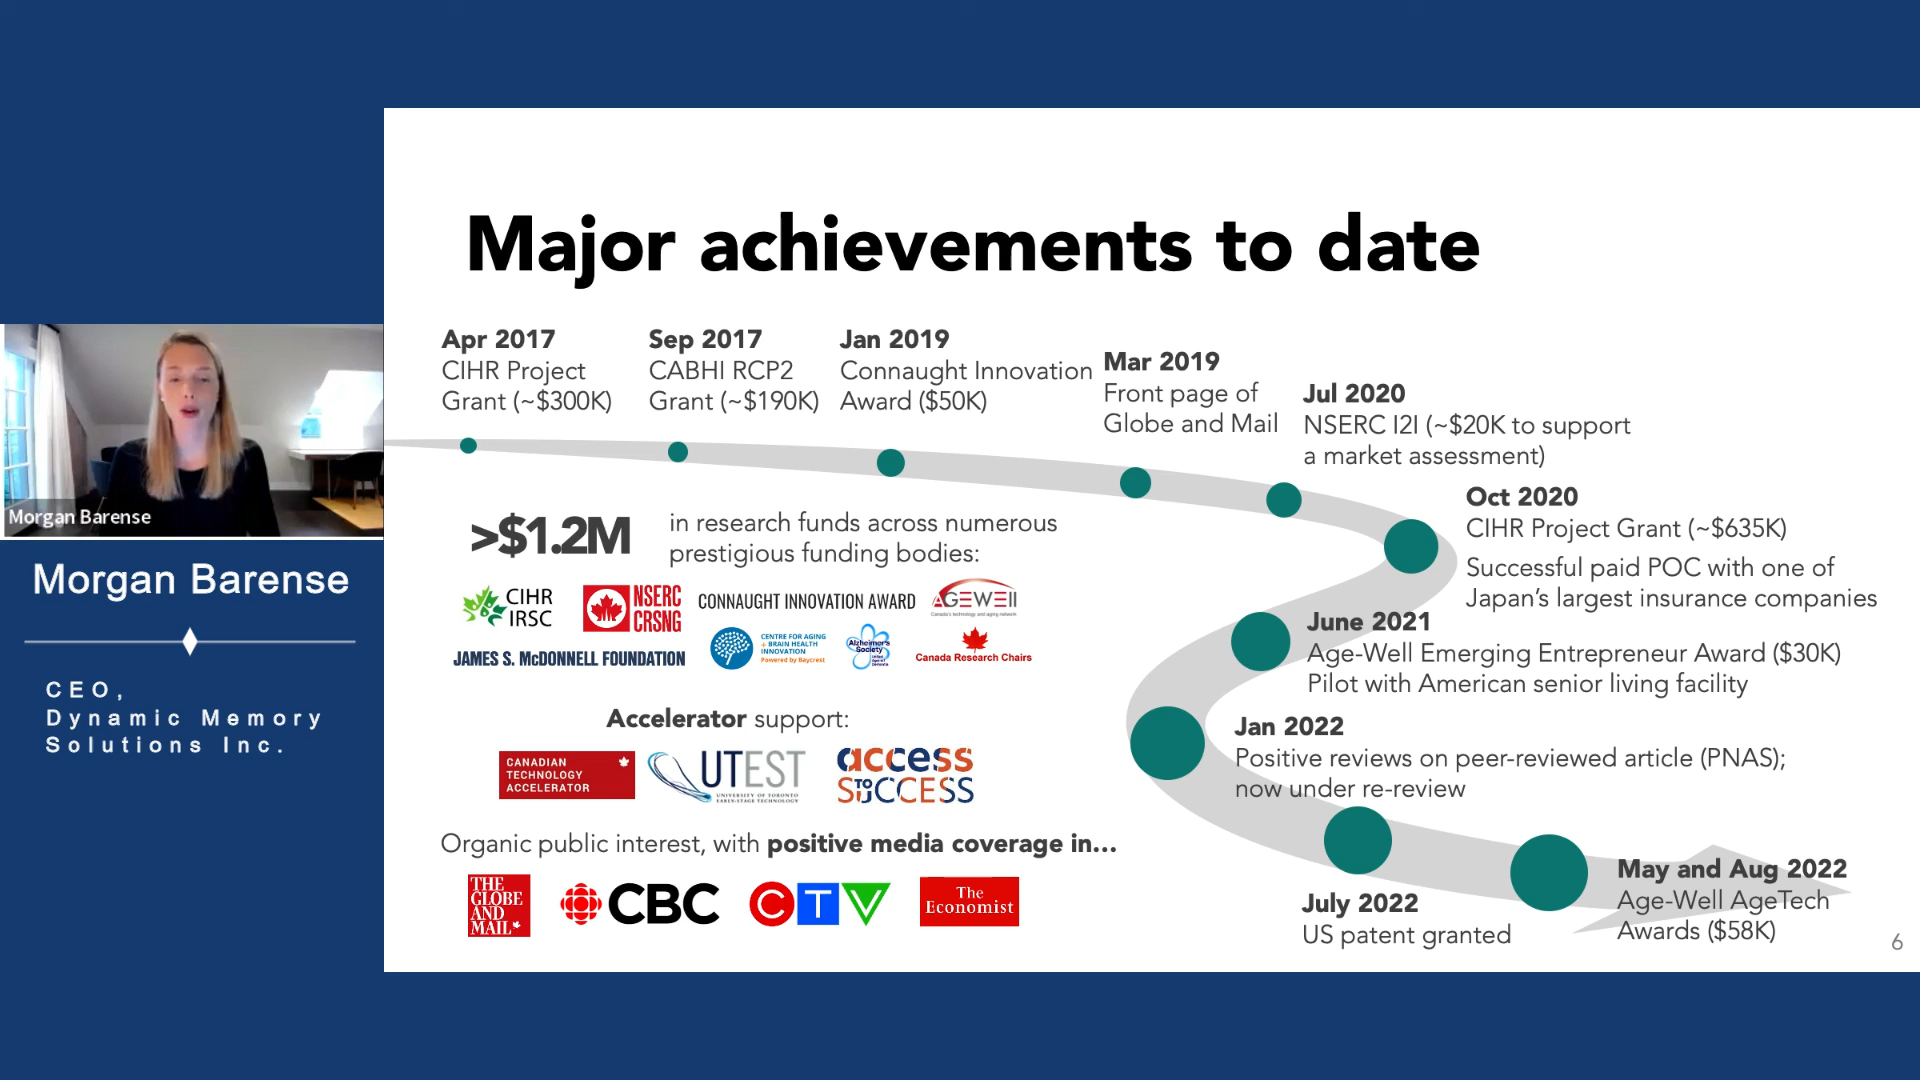 Major achievements to date
Apr 2017
CIHR Project
Grant (~$300K)
Sep 2017
CABHI RCP2
Grant (~$190K)
Jan 2019
Connaught Innovation
Award ($50K)
Mar 2019
Front page of
Globe and Mail
Jul 2020
NSERC I2I (~$20K to support
a market assessment)
Oct 2020
CIHR Project Grant (~$635K)
Successful paid POC with one of
Japan's largest insurance companies
June 2021
Age-Well Emerging Entrepreneur Award ($30K)
Pilot with American senior living facility
Jan 2022
Positive reviews on peer-reviewed article (PNAS);
now under re-review
July 2022
US patent granted
May and Aug 2022
Age-Well AgeTech
Awards ($58K)
>$1.2M
in research funds across numerous
prestigious funding bodies:
CIHR
IRSC
NSERC
CRSNG
CONNAUGHT INNOVATION AWARD
AGEWELL
Canada's technology and aging network
JAMES S. McDONNELL FOUNDATION
CENTRE FOR AGING
+ BRAIN HEALTH
INNOVATION
Powered by Baycrest
Alzheimer's
Society
Canada Research Chairs
Accelerator support:
CANADIAN
TECHNOLOGY
ACCELERATOR
UTEST
UNIVERSITY OF TORONTO
EARLY-STAGE TECHNOLOGY
access
TO
SUCCESS
Organic public interest, with positive media coverage in...
THE
GLOBE
AND
MAIL
CBC
CTV
The
Economist
6
Morgan Barense
Morgan Barense
CEO,
Dynamic Memory
Solutions Inc.